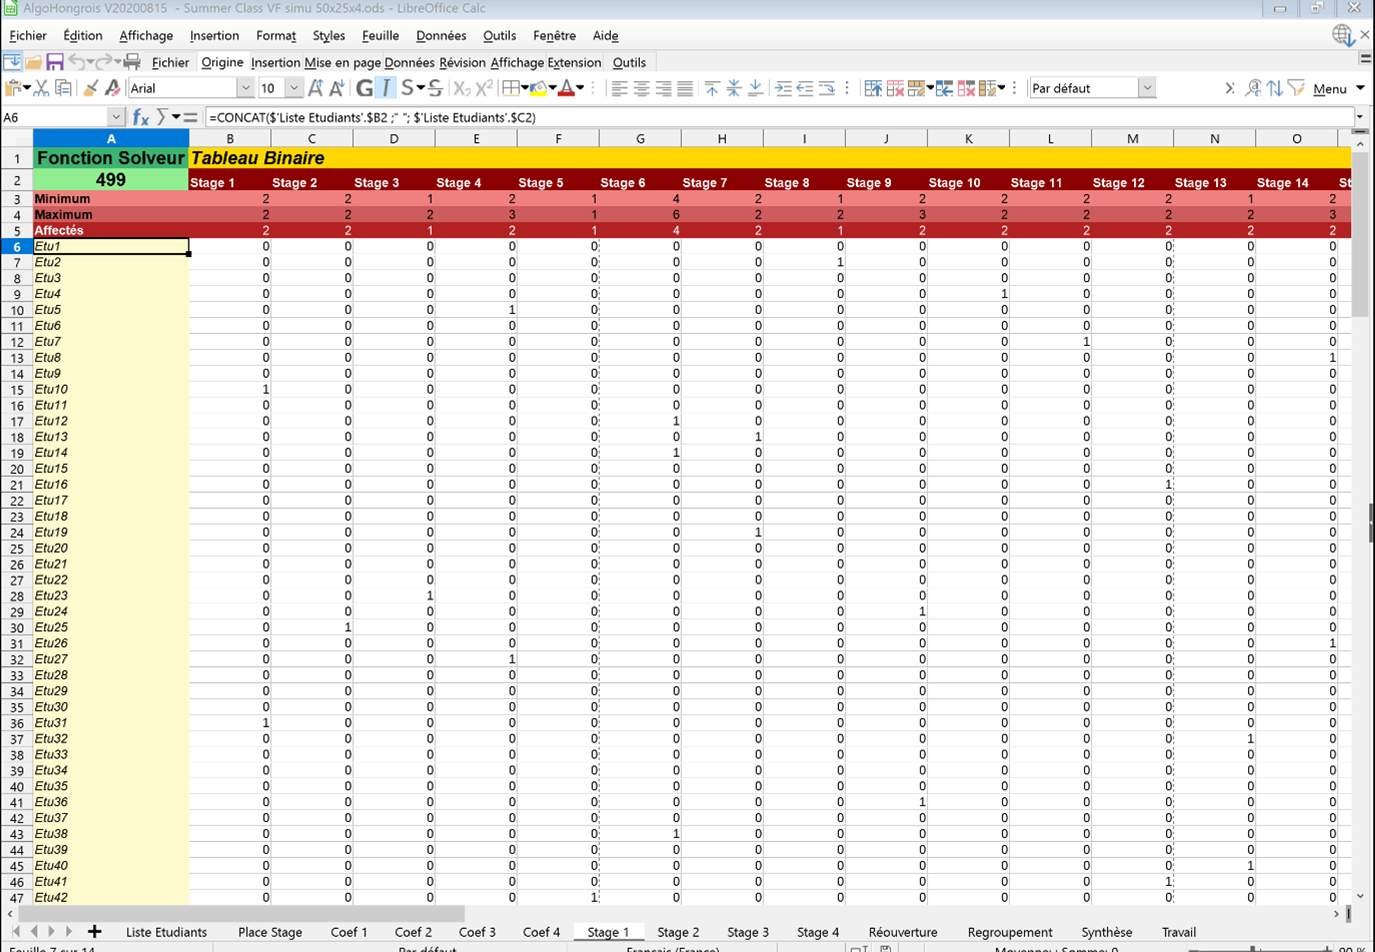 AlgoHongrois V20200815 - Summer Class VF simu 50x25x4.ods - LibreOffice Calc
Fichier Édition Affichage Insertion Format Styles Feuille Données Outils Fenêtre Aide
Fichier Origine Insertion Mise en page Données Révision Affichage Extension Outils
Arial 10 G I S S X₂ X² A Par défaut Menu
A6 fx ∑ = =CONCAT($'Liste Etudiants'.$B2 ;" "; $'Liste Etudiants'.$C2)
A B C D E F G H I J K L M N O
1 Fonction Solveur Tableau Binaire
2 499 Stage 1 Stage 2 Stage 3 Stage 4 Stage 5 Stage 6 Stage 7 Stage 8 Stage 9 Stage 10 Stage 11 Stage 12 Stage 13 Stage 14 St
3 Minimum 2 2 1 2 1 4 2 1 2 2 2 2 1 2
4 Maximum 2 2 2 3 1 6 2 2 3 2 2 2 2 3
5 Affectés 2 2 1 2 1 4 2 1 2 2 2 2 2 2
6 Etu1 0 0 0 0 0 0 0 0 0 0 0 0 0 0
7 Etu2 0 0 0 0 0 0 0 1 0 0 0 0 0 0
8 Etu3 0 0 0 0 0 0 0 0 0 0 0 0 0 0
9 Etu4 0 0 0 0 0 0 0 0 0 1 0 0 0 0
10 Etu5 0 0 0 1 0 0 0 0 0 0 0 0 0 0
11 Etu6 0 0 0 0 0 0 0 0 0 0 0 0 0 0
12 Etu7 0 0 0 0 0 0 0 0 0 0 1 0 0 0
13 Etu8 0 0 0 0 0 0 0 0 0 0 0 0 0 1
14 Etu9 0 0 0 0 0 0 0 0 0 0 0 0 0 0
15 Etu10 1 0 0 0 0 0 0 0 0 0 0 0 0 0
16 Etu11 0 0 0 0 0 0 0 0 0 0 0 0 0 0
17 Etu12 0 0 0 0 0 1 0 0 0 0 0 0 0 0
18 Etu13 0 0 0 0 0 0 1 0 0 0 0 0 0 0
19 Etu14 0 0 0 0 0 1 0 0 0 0 0 0 0 0
20 Etu15 0 0 0 0 0 0 0 0 0 0 0 0 0 0
21 Etu16 0 0 0 0 0 0 0 0 0 0 0 1 0 0
22 Etu17 0 0 0 0 0 0 0 0 0 0 0 0 0 0
23 Etu18 0 0 0 0 0 0 0 0 0 0 0 0 0 0
24 Etu19 0 0 0 0 0 0 1 0 0 0 0 0 0 0
25 Etu20 0 0 0 0 0 0 0 0 0 0 0 0 0 0
26 Etu21 0 0 0 0 0 0 0 0 0 0 0 0 0 0
27 Etu22 0 0 0 0 0 0 0 0 0 0 0 0 0 0
28 Etu23 0 0 1 0 0 0 0 0 0 0 0 0 0 0
29 Etu24 0 0 0 0 0 0 0 0 1 0 0 0 0 0
30 Etu25 0 1 0 0 0 0 0 0 0 0 0 0 0 0
31 Etu26 0 0 0 0 0 0 0 0 0 0 0 0 0 1
32 Etu27 0 0 0 1 0 0 0 0 0 0 0 0 0 0
33 Etu28 0 0 0 0 0 0 0 0 0 0 0 0 0 0
34 Etu29 0 0 0 0 0 0 0 0 0 0 0 0 0 0
35 Etu30 0 0 0 0 0 0 0 0 0 0 0 0 0 0
36 Etu31 1 0 0 0 0 0 0 0 0 0 0 0 0 0
37 Etu32 0 0 0 0 0 0 0 0 0 0 0 0 1 0
38 Etu33 0 0 0 0 0 0 0 0 0 0 0 0 0 0
39 Etu34 0 0 0 0 0 0 0 0 0 0 0 0 0 0
40 Etu35 0 0 0 0 0 0 0 0 0 0 0 0 0 0
41 Etu36 0 0 0 0 0 0 0 0 1 0 0 0 0 0
42 Etu37 0 0 0 0 0 0 0 0 0 0 0 0 0 0
43 Etu38 0 0 0 0 0 1 0 0 0 0 0 0 0 0
44 Etu39 0 0 0 0 0 0 0 0 0 0 0 0 0 0
45 Etu40 0 0 0 0 0 0 0 0 0 0 0 0 1 0
46 Etu41 0 0 0 0 0 0 0 0 0 0 0 1 0 0
47 Etu42 0 0 0 0 1 0 0 0 0 0 0 0 0 0
Liste Etudiants Place Stage Coef 1 Coef 2 Coef 3 Coef 4 Stage 1 Stage 2 Stage 3 Stage 4 Réouverture Regroupement Synthèse Travail
Feuille 7 sur 14 Par défaut Français (France) Moyenne: Somme: 0 90 %